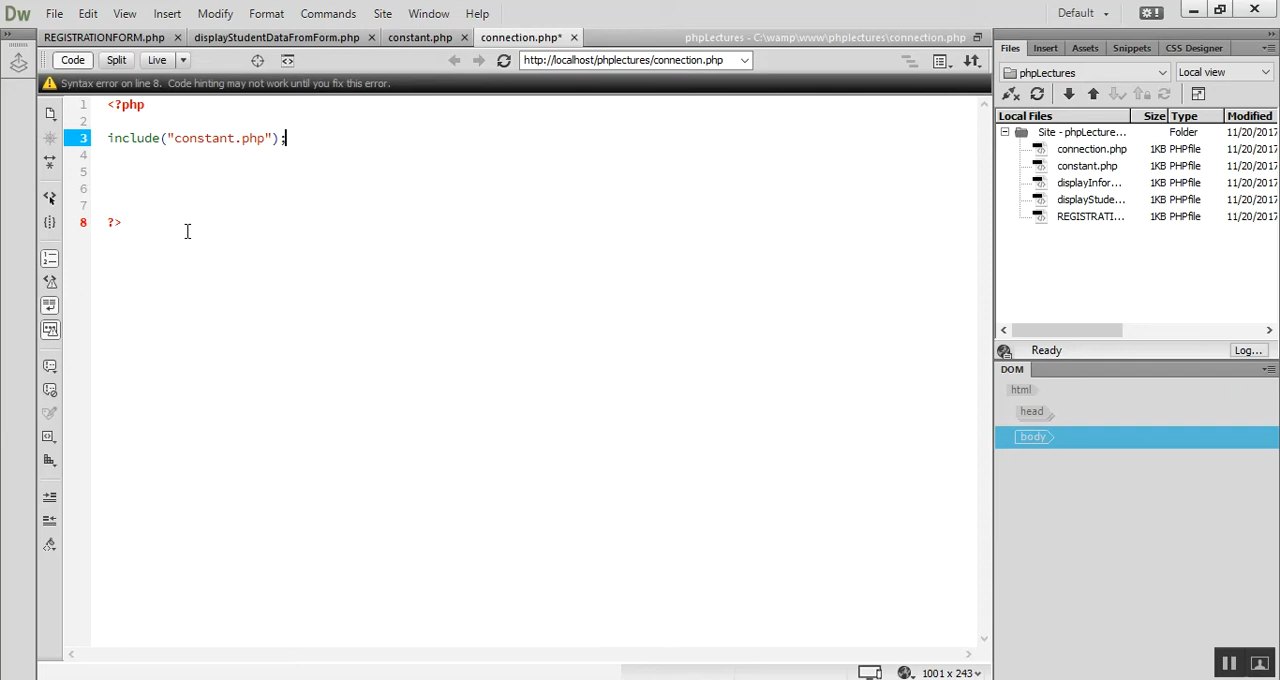 Dw File Edit View Insert Modify Format Commands Site Window Help Default
REGISTRATIONFORM.php × displayStudentDataFromForm.php × constant.php × connection.php* × phpLectures - C:\wamp\www\phplectures\connection.php
Code Split Live http://localhost/phplectures/connection.php
Syntax error on line 8. Code hinting may not work until you fix this error.
1 <?php
2
3 include("constant.php");
4
5
6
7
8 ?>
1001 x 243
Files Insert Assets Snippets CSS Designer
phpLectures Local view
Local Files Size Type Modified
Site - phpLecture... Folder 11/20/2017
connection.php 1KB PHPfile 11/20/2017
constant.php 1KB PHPfile 11/20/2017
displayInfor... 1KB PHPfile 11/20/2017
displayStude... 1KB PHPfile 11/20/2017
REGISTRATI... 1KB PHPfile 11/20/2017
Ready Log...
DOM
html
head
body